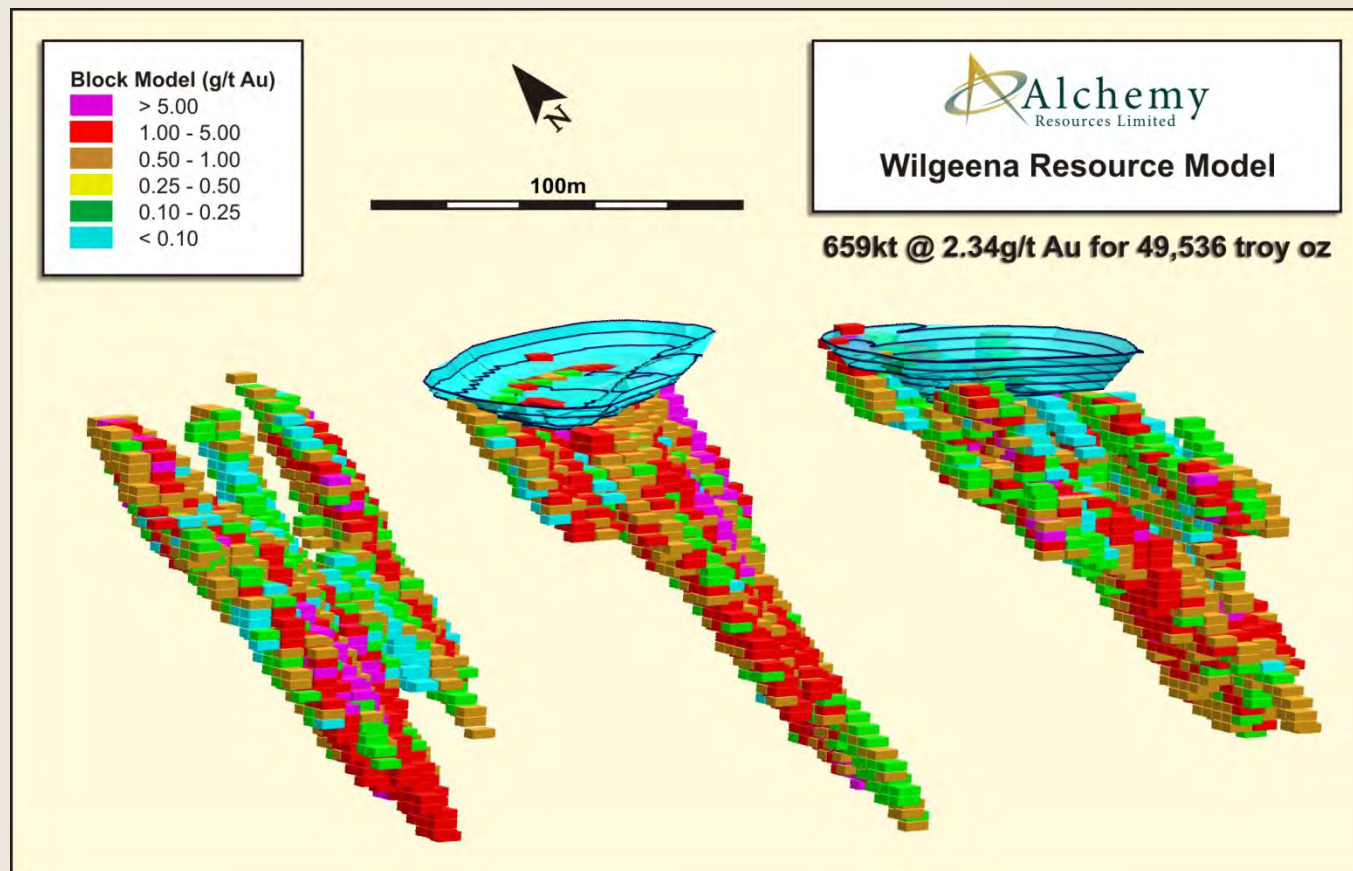 Block Model (g/t Au)
> 5.00
1.00 - 5.00
0.50 - 1.00
0.25 - 0.50
0.10 - 0.25
< 0.10
N
100m
Alchemy
Resources Limited
Wilgeena Resource Model
659kt @ 2.34g/t Au for 49,536 troy oz